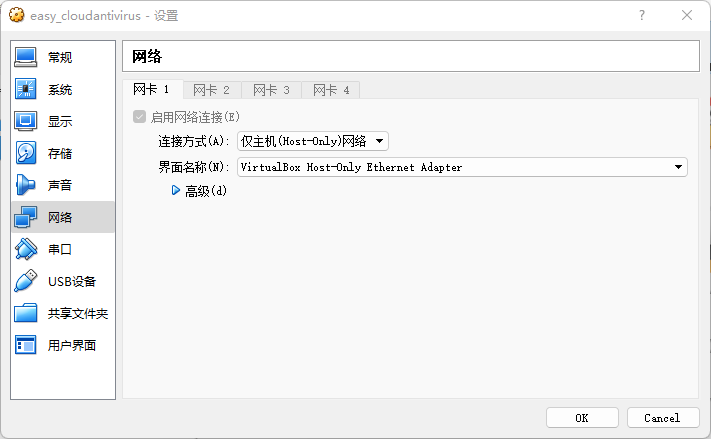 easy_cloudantivirus - 设置
?
常规
系统
显示
存储
声音
网络
串口
USB设备
共享文件夹
用户界面
网络
网卡 1 网卡 2 网卡 3 网卡 4
启用网络连接(E)
连接方式(A): 仅主机(Host-Only)网络
界面名称(N): VirtualBox Host-Only Ethernet Adapter
高级(d)
OK Cancel